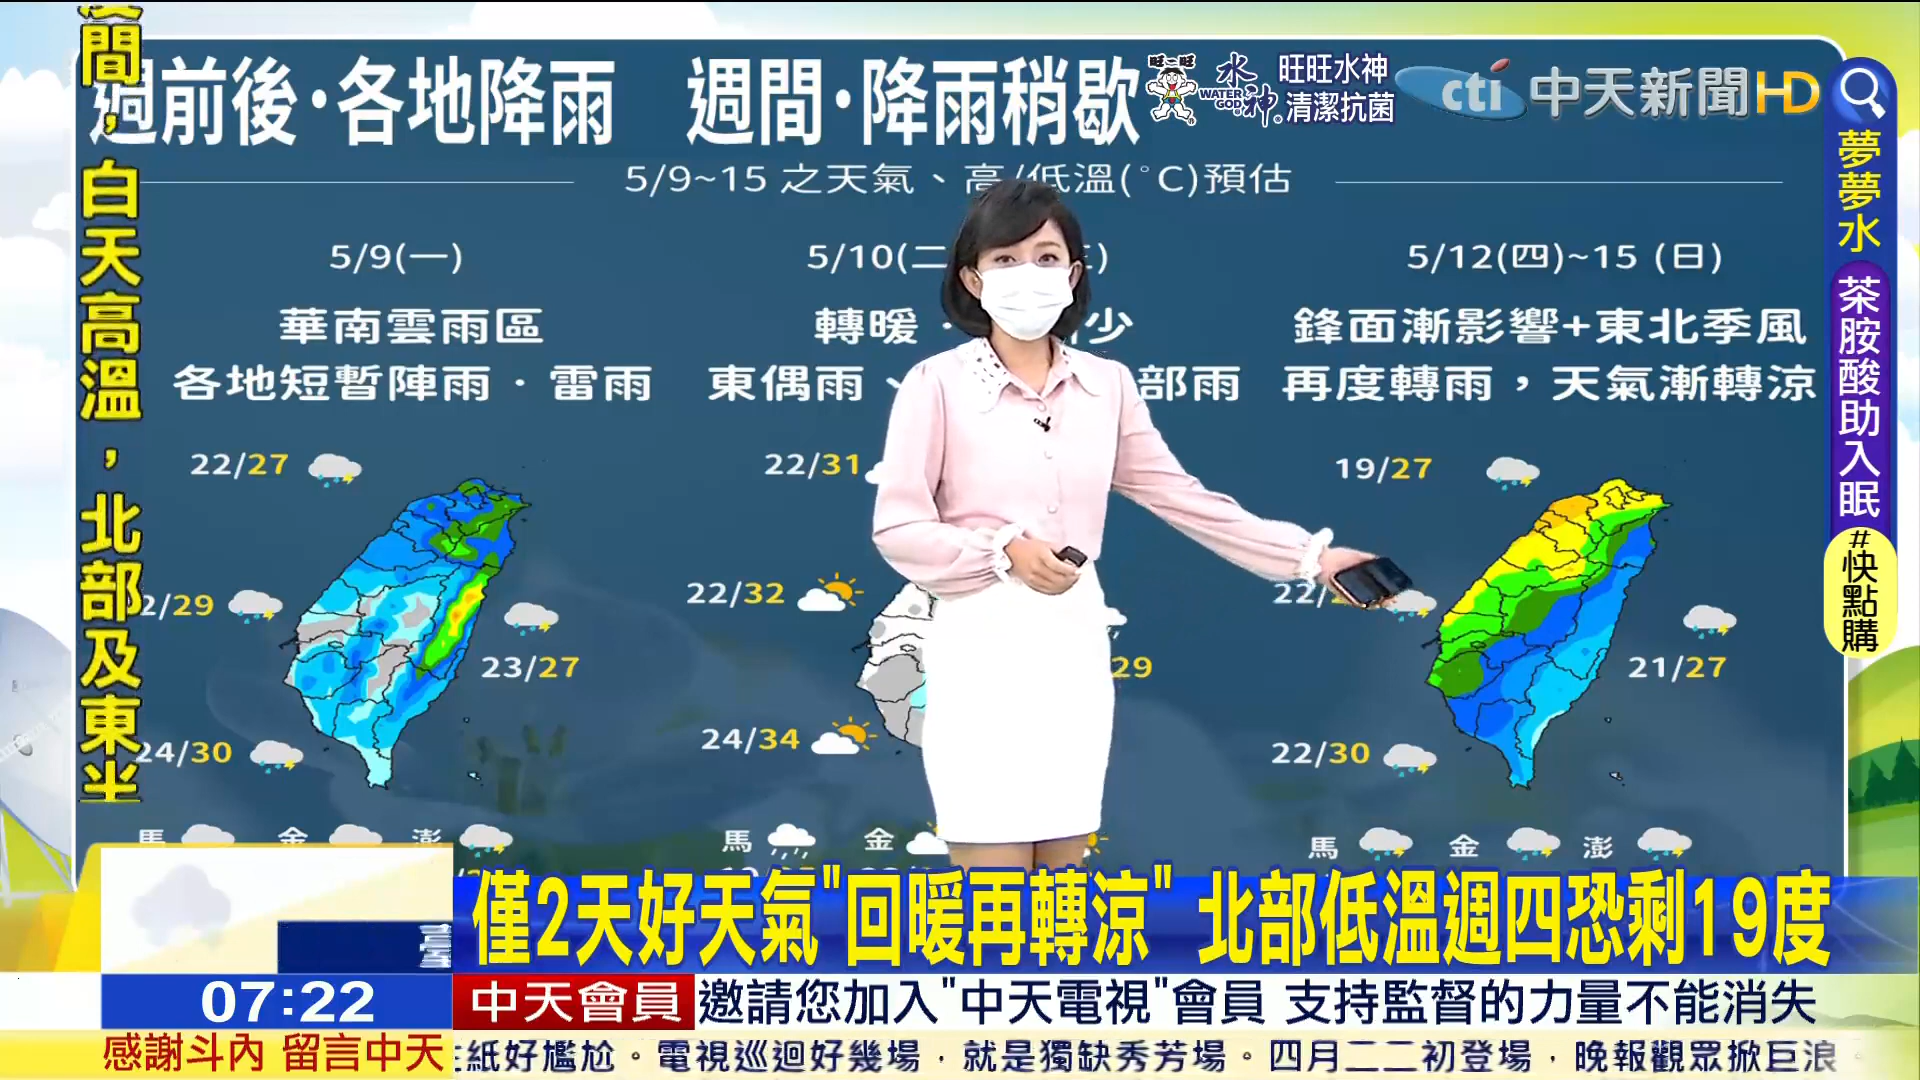 週前後·各地降雨 週間·降雨稍歇
旺旺水神
WATER GOD
水神
清潔抗菌
cti 中天新聞HD
5/9~15 之天氣、高/低溫(°C)預估
間，白天高溫，北部及東
5/9(一)
華南雲雨區
各地短暫陣雨·雷雨
22/27
2/29
23/27
24/30
馬 金 澎
5/10(二
轉暖· 少
東偶雨、 部雨
22/31
22/32
29
24/34
馬 金
5/12(四)~15 (日)
鋒面漸影響+東北季風
再度轉雨，天氣漸轉涼
19/27
22/
21/27
22/30
馬 金 澎
夢夢水
茶胺酸助入眠
#快點購
僅2天好天氣"回暖再轉涼" 北部低溫週四恐剩19度
07:22
中天會員 邀請您加入"中天電視"會員 支持監督的力量不能消失
感謝斗內 留言中天
紙好尷尬。電視巡迴好幾場，就是獨缺秀芳場。四月二二初登場，晚報觀眾掀巨浪。